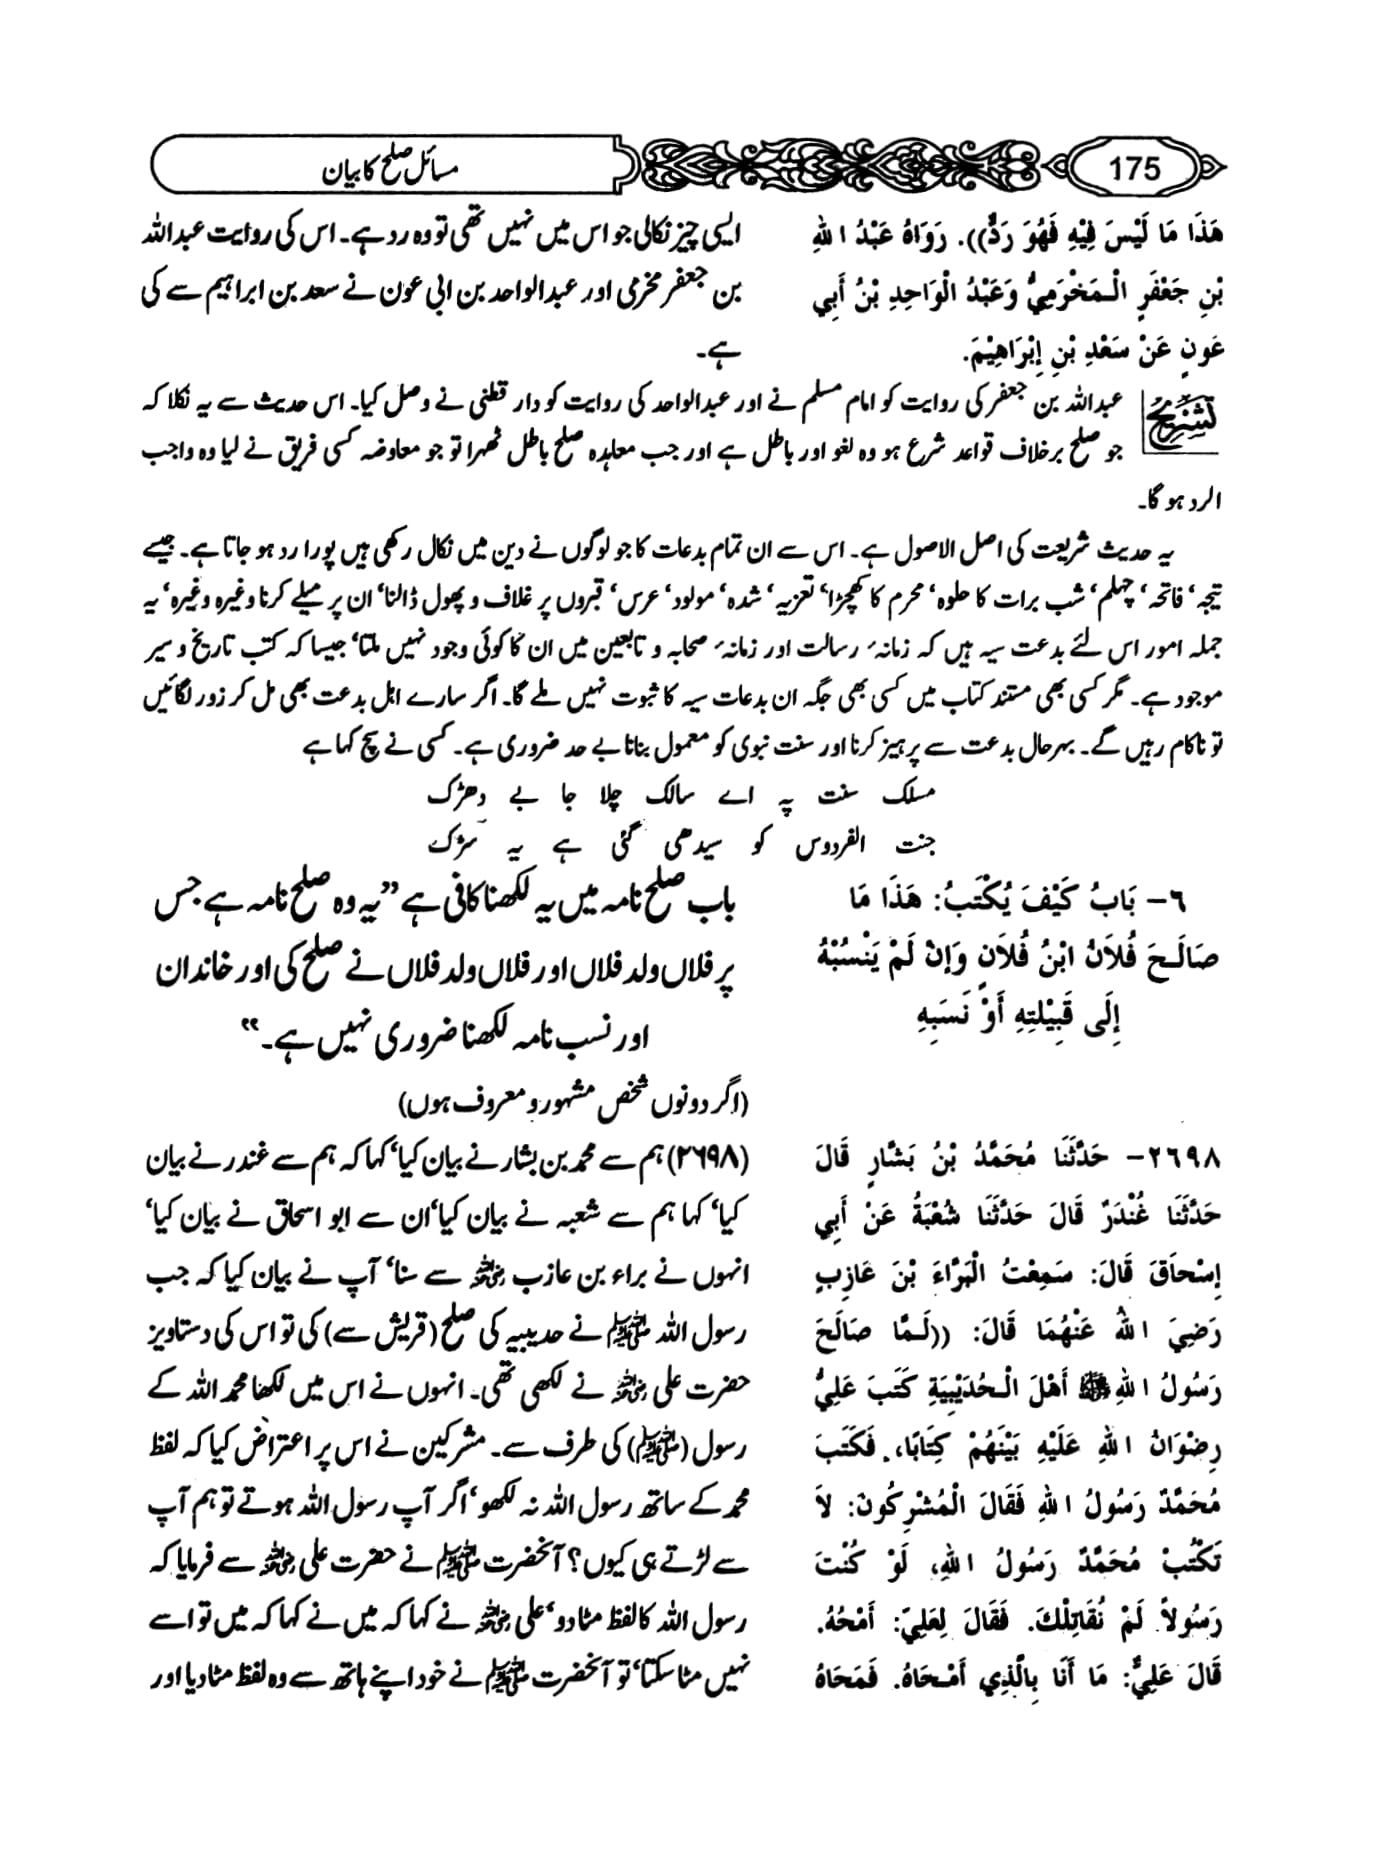 175
مسائل صلح کا بیان
هَذَا مَا لَيْسَ فِيْهِ فَهُوَ رَدٌّ)). رَوَاهُ عَبْدُ اللهِ
بْنِ جَعْفَرٍ الْـمَخْرَمِيُّ وَعَبْدُ الْوَاحِدِ بْنُ أَبِي
عَونٍ عَنْ سَعْدِ بْنِ إِبْرَاهِيْمَ.
ایسی چیز نکالی جو اس میں نہیں تھی تو وہ رد ہے۔ اس کی روایت عبداللہ
بن جعفر مخرمی اور عبدالواحد بن ابی عون نے سعد بن ابراہیم سے کی
ہے۔
تشریح
عبداللہ بن جعفر کی روایت کو امام مسلم نے اور عبدالواحد کی روایت کو دار قطنی نے وصل کیا۔ اس حدیث سے یہ نکلا کہ
جو صلح برخلاف قواعد شرع ہو وہ لغو اور باطل ہے اور جب معاہدہ صلح باطل ٹھہرا تو جو معاوضہ کسی فریق نے لیا وہ واجب
الرد ہو گا۔
یہ حدیث شریعت کی اصل الاصول ہے۔ اس سے ان تمام بدعات کا جو لوگوں نے دین میں نکال رکھی ہیں پورا رد ہو جاتا ہے۔ جیسے
تیجہ‘ فاتحہ‘ چہلم‘ شب برات کا حلوہ‘ محرم کا کھچڑا‘ تعزیہ‘ شدہ‘ مولود‘ عرس‘ قبروں پر غلاف و پھول ڈالنا‘ ان پر میلے کرنا وغیرہ وغیرہ‘ یہ
جملہ امور اس لئے بدعت سیہ ہیں کہ زمانہٴ رسالت اور زمانہٴ صحابہ و تابعین میں ان کا کوئی وجود نہیں ملتا‘ جیسا کہ کتب تاریخ و سیر
موجود ہے۔ مگر کسی بھی مستند کتاب میں کسی بھی جگہ ان بدعات سیہ کا ثبوت نہیں ملے گا۔ اگر سارے اہل بدعت بھی مل کر زور لگائیں
تو ناکام رہیں گے۔ بہرحال بدعت سے پرہیز کرنا اور سنت نبوی کو معمول بنانا بے حد ضروری ہے۔ کسی نے سچ کہا ہے
مسلک سنت پہ اے سالک چلا جا بے دھڑک
جنت الفردوس کو سیدھی گئی ہے یہ سڑک
٦- بَابُ كَيْفَ يُكْتَبُ: هَذَا مَا
صَالَـحَ فُلاَنُ ابْنُ فُلاَنٍ وَإِنْ لَمْ يَنْسُبْهُ
إِلَى قَبِيْلتِهِ أَوْ نَسَبِهِ
باب صلح نامہ میں یہ لکھنا کافی ہے ”یہ وہ صلح نامہ ہے جس
پر فلاں ولد فلاں اور فلاں ولد فلاں نے صلح کی اور خاندان
اور نسب نامہ لکھنا ضروری نہیں ہے۔“
(اگر دونوں شخص مشہور و معروف ہوں)
٢٦٩٨- حَدَّثَنَا مُحَمَّدُ بْنُ بَشَّارٍ قَالَ
حَدَّثَنَا غُنْدَرٌ قَالَ حَدَّثَنَا شُعْبَةُ عَنْ أَبِي
إِسْحَاقَ قَالَ: سَمِعْتُ الْبَرَّاءَ بْنَ عَازِبٍ
رَضِيَ اللهُ عَنْهُمَا قَالَ: ((لَـمَّا صَالَحَ
رَسُولُ اللهِ ﷺ أَهْلَ الْـحُدَيْبِيَةِ كَتَبَ عَلِيُّ
رِضْوَانُ اللهِ عَلَيْهِ بَيْنَهُمْ كِتَابًا، فَكَتَبَ
مُحَمَّدٌ رَسُولُ اللهِ فَقَالَ الْمُشْرِكُونَ: لاَ
تَكْتُبْ مُحَمَّدٌ رَسُولُ اللهِ، لَوْ كُنْتَ
رَسُولاً لَمْ نُقَاتِلْكَ. فَقَالَ لِعَلِيّ: أَمْحُهُ.
قَالَ عَلِيٌّ: مَا أَنَا بِالَّذِي أَمْـحَاهُ. فَمَحَاهُ
(۲۶۹۸) ہم سے محمد بن بشار نے بیان کیا‘ کہا کہ ہم سے غندر نے بیان
کیا‘ کہا ہم سے شعبہ نے بیان کیا‘ ان سے ابو اسحاق نے بیان کیا‘
انہوں نے براء بن عازب رضی اللہ عنہ سے سنا‘ آپ نے بیان کیا کہ جب
رسول اللہ ﷺ نے حدیبیہ کی صلح (قریش سے) کی تو اس کی دستاویز
حضرت علی رضی اللہ عنہ نے لکھی تھی۔ انہوں نے اس میں لکھا محمد اللہ کے
رسول (ﷺ) کی طرف سے۔ مشرکین نے اس پر اعتراض کیا کہ لفظ
محمد کے ساتھ رسول اللہ نہ لکھو‘ اگر آپ رسول اللہ ہوتے تو ہم آپ
سے لڑتے ہی کیوں؟ آنحضرت ﷺ نے حضرت علی رضی اللہ عنہ سے فرمایا کہ
رسول اللہ کا لفظ مٹا دو‘ علی رضی اللہ عنہ نے کہا کہ میں نے کہا کہ میں تو اسے
نہیں مٹا سکتا‘ تو آنحضرت ﷺ نے خود اپنے ہاتھ سے وہ لفظ مٹا دیا اور